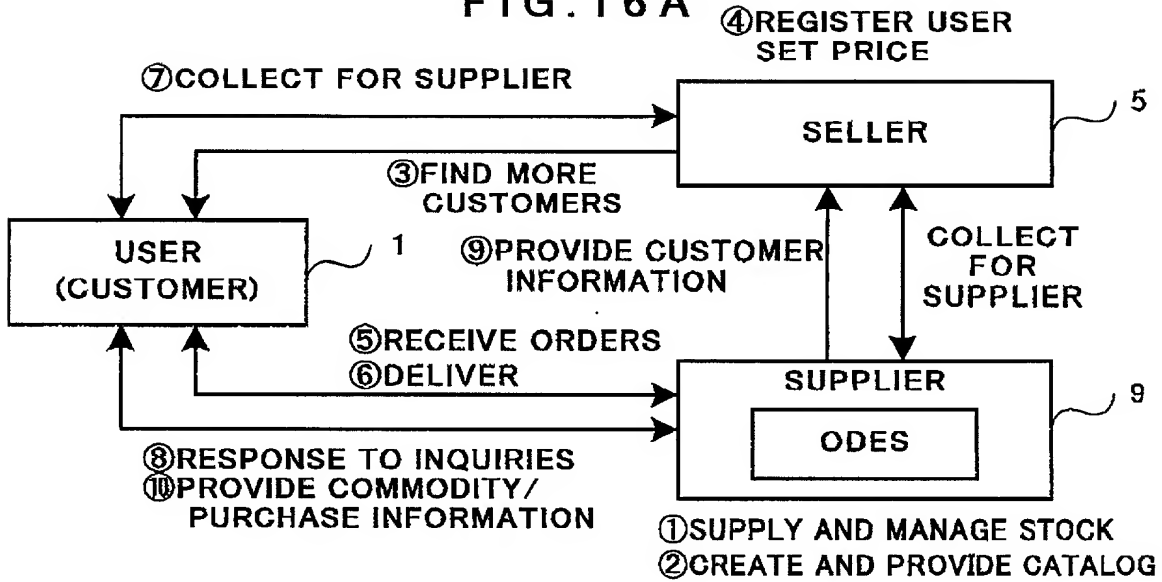 FIG.16A
④REGISTER USER
SET PRICE
⑦COLLECT FOR SUPPLIER
5
SELLER
③FIND MORE
CUSTOMERS
USER
(CUSTOMER)
1
⑨PROVIDE CUSTOMER
INFORMATION
COLLECT
FOR
SUPPLIER
⑤RECEIVE ORDERS
⑥DELIVER
SUPPLIER
9
ODES
⑧RESPONSE TO INQUIRIES
⑩PROVIDE COMMODITY/
PURCHASE INFORMATION
①SUPPLY AND MANAGE STOCK
②CREATE AND PROVIDE CATALOG